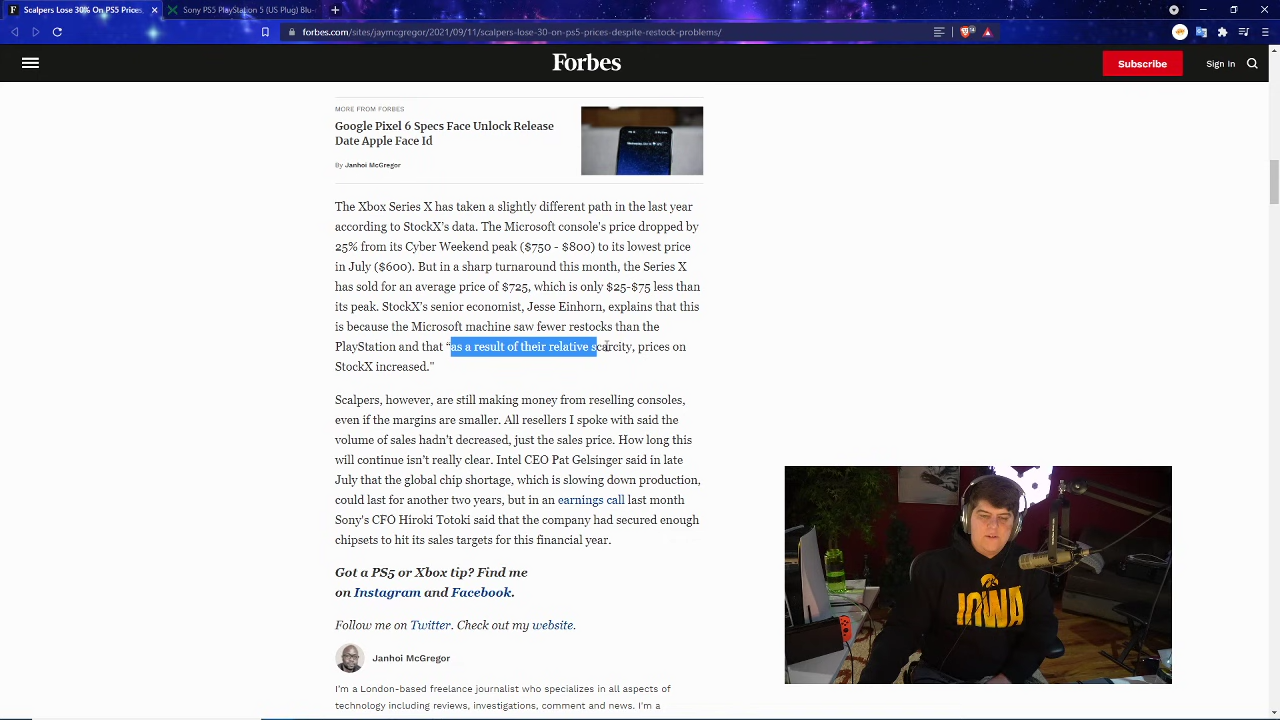 Scalpers Lose 30% On PS5 Prices
Sony PS5 PlayStation 5 (US Plug) Blu-r
forbes.com/sites/jaymcgregor/2021/09/11/scalpers-lose-30-on-ps5-prices-despite-restock-problems/
Forbes
Subscribe
Sign In
MORE FROM FORBES
Google Pixel 6 Specs Face Unlock Release
Date Apple Face Id
By Janhoi McGregor
The Xbox Series X has taken a slightly different path in the last year
according to StockX's data. The Microsoft console's price dropped by
25% from its Cyber Weekend peak ($750 - $800) to its lowest price
in July ($600). But in a sharp turnaround this month, the Series X
has sold for an average price of $725, which is only $25-$75 less than
its peak. StockX's senior economist, Jesse Einhorn, explains that this
is because the Microsoft machine saw fewer restocks than the
PlayStation and that “as a result of their relative scarcity, prices on
StockX increased."
Scalpers, however, are still making money from reselling consoles,
even if the margins are smaller. All resellers I spoke with said the
volume of sales hadn't decreased, just the sales price. How long this
will continue isn’t really clear. Intel CEO Pat Gelsinger said in late
July that the global chip shortage, which is slowing down production,
could last for another two years, but in an earnings call last month
Sony's CFO Hiroki Totoki said that the company had secured enough
chipsets to hit its sales targets for this financial year.
Got a PS5 or Xbox tip? Find me
on Instagram and Facebook.
Follow me on Twitter. Check out my website.
Janhoi McGregor
I'm a London-based freelance journalist who specializes in all aspects of
technology including reviews, investigations, comment and news. I'm a
IOWA